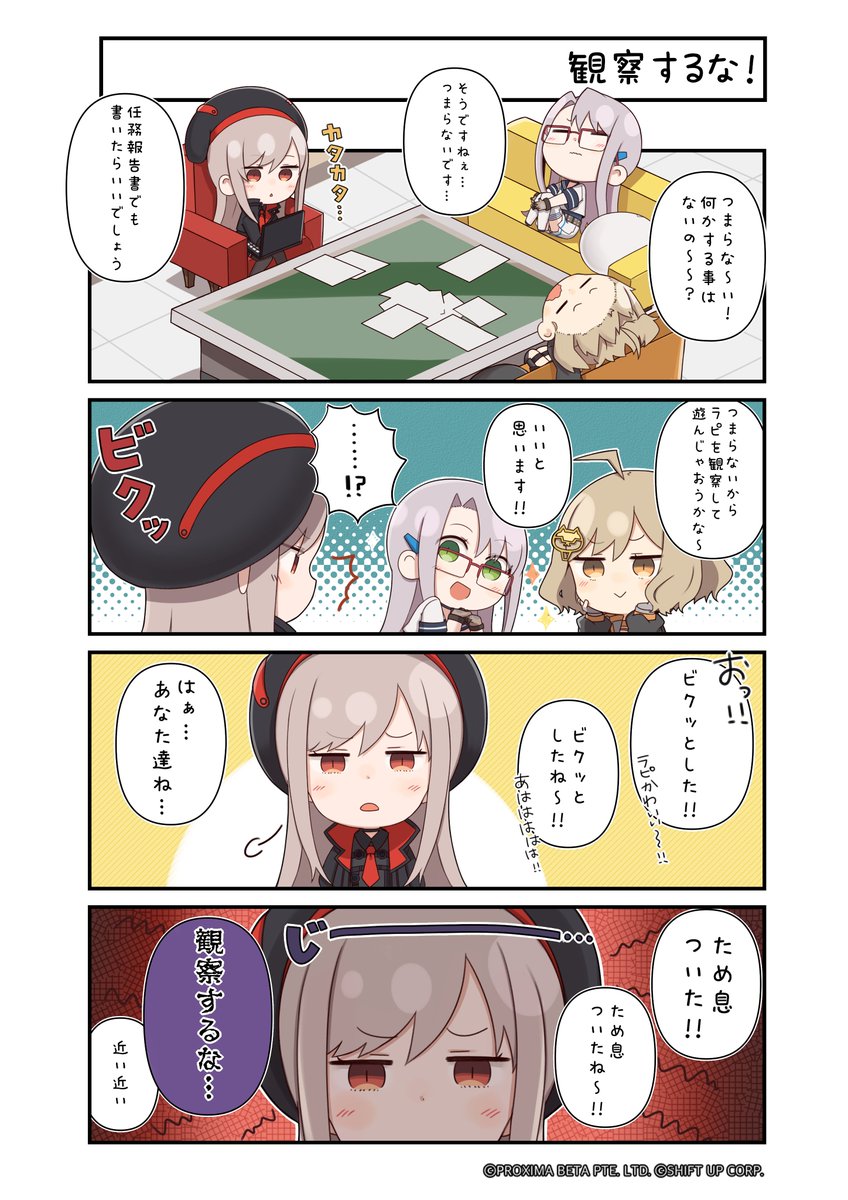 観察するな!
つまらな〜い!
何かする事は
ないの〜〜?
そうですねぇ…
つまらないです…
カタカタ…
任務報告書でも
書いたらいいでしょう
つまらないから
ラピを観察して
遊んじゃおうかな〜
いいと
思います!!
……!?
ビクッ
おっ!!
ビクッとした!!
ラピかわいい〜!!
ビクッと
したね〜!!
あはははは!!
はぁ…
あなた達ね…
ため息
ついた!!
じー…
ため息
ついたね〜!!
観察するな…
近い近い
©PROXIMA BETA PTE. LTD. ©SHIFT UP CORP.